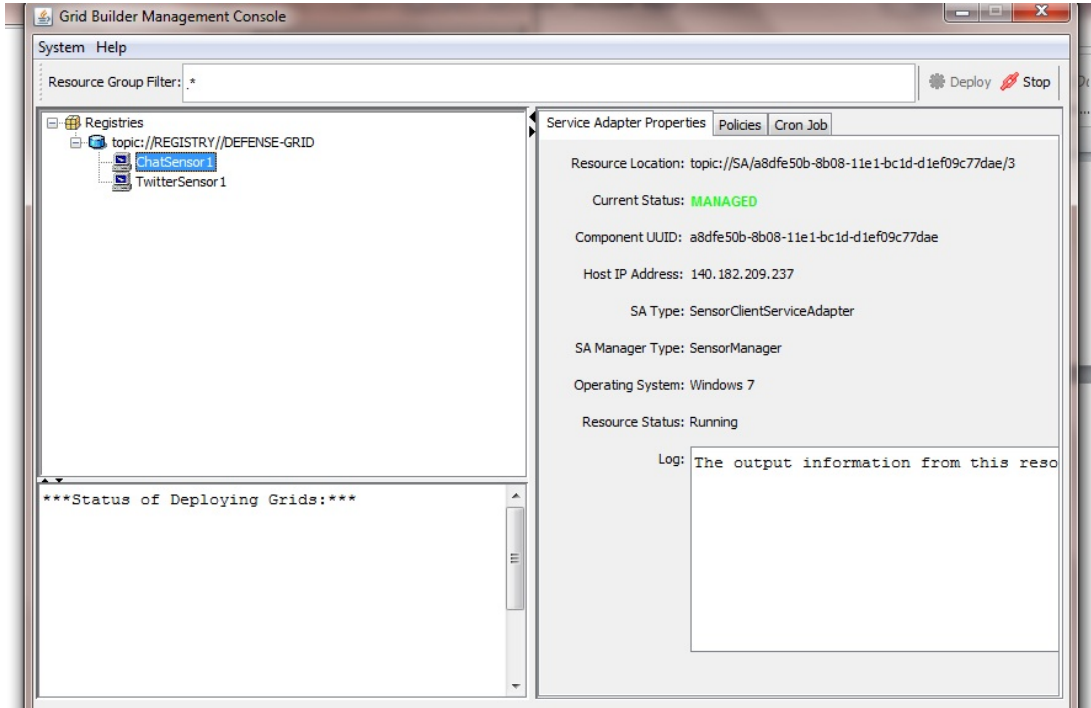 Grid Builder Management Console
System Help
Resource Group Filter: .*
Deploy Stop
Registries
topic://REGISTRY//DEFENSE-GRID
ChatSensor1
TwitterSensor1
***Status of Deploying Grids:***
Service Adapter Properties Policies Cron Job
Resource Location: topic://SA/a8dfe50b-8b08-11e1-bc1d-d1ef09c77dae/3
Current Status: MANAGED
Component UUID: a8dfe50b-8b08-11e1-bc1d-d1ef09c77dae
Host IP Address: 140.182.209.237
SA Type: SensorClientServiceAdapter
SA Manager Type: SensorManager
Operating System: Windows 7
Resource Status: Running
Log: The output information from this reso